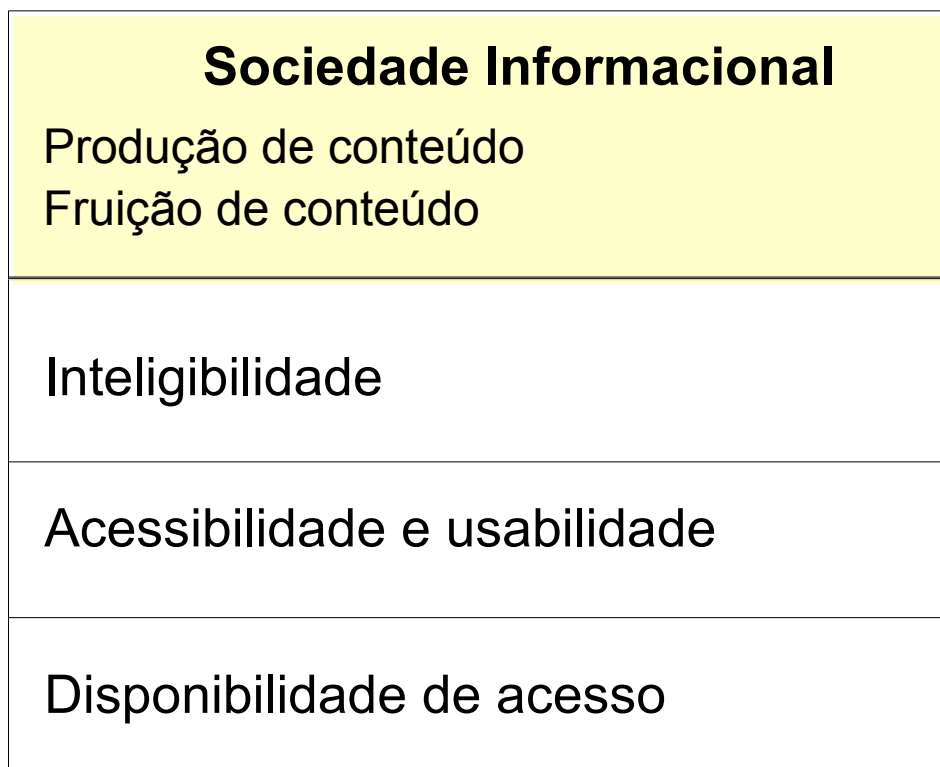 Sociedade Informacional
Produção de conteúdo
Fruição de conteúdo
Inteligibilidade
Acessibilidade e usabilidade
Disponibilidade de acesso